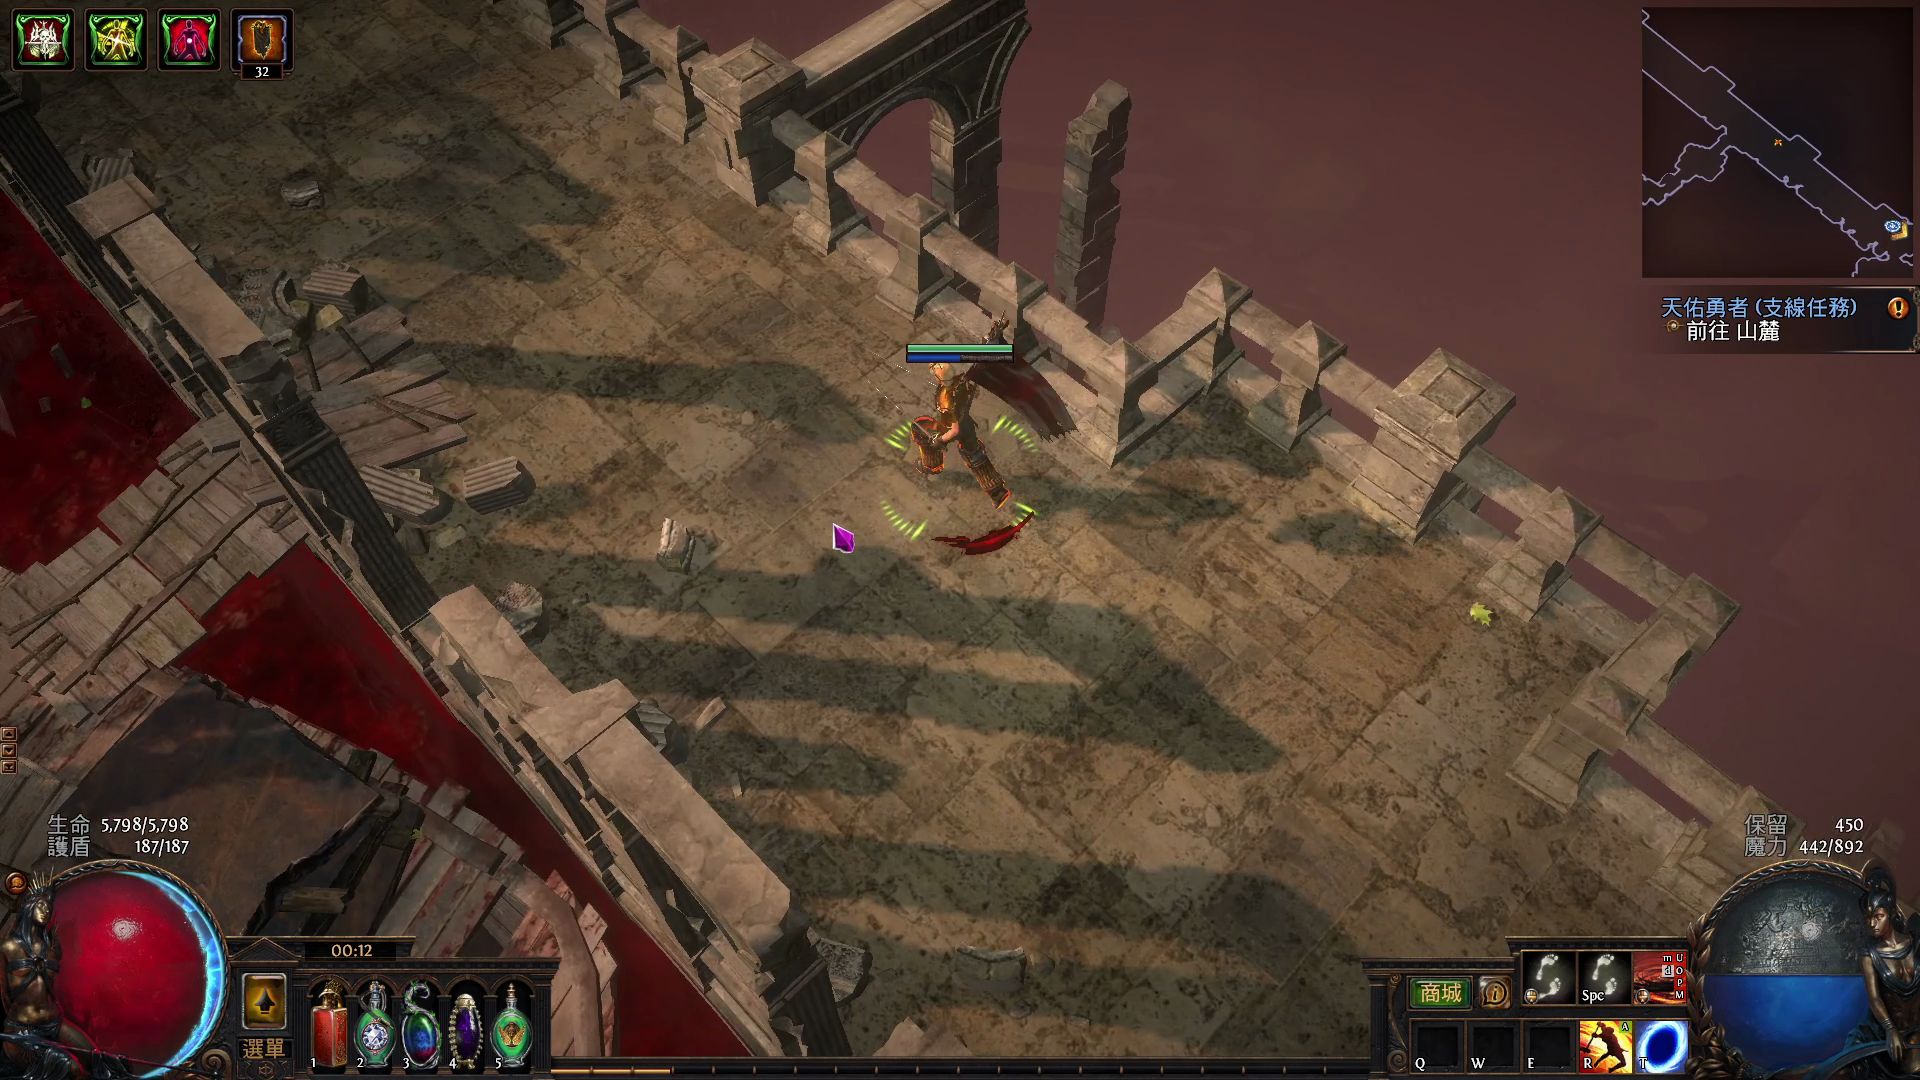 32
天佑勇者 (支線任務)
前往 山麓
生命 5,798/5,798
護盾 187/187
保留 450
魔力 442/892
00:12
選單
1
2
3
4
5
商城
Spc
Q
W
E
R
A
T